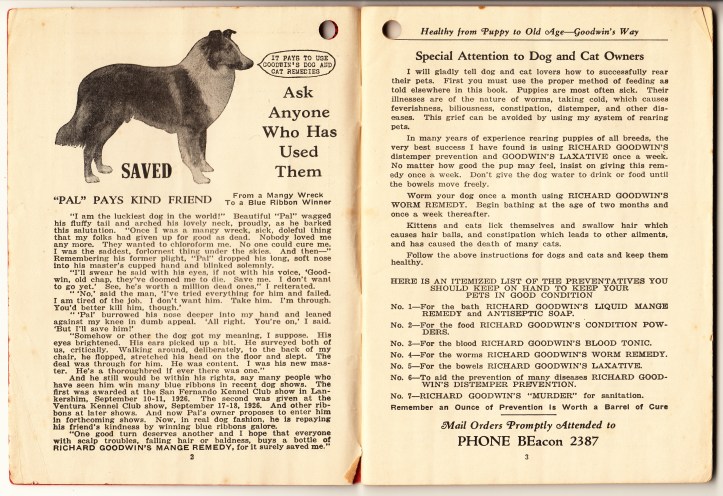 IT PAYS TO USE
GOODWIN'S DOG AND
CAT REMEDIES
Ask
Anyone
Who Has
Used
Them
SAVED
"PAL" PAYS KIND FRIEND
From a Mangy Wreck
To a Blue Ribbon Winner
"I am the luckiest dog in the world!" Beautiful "Pal" wagged
his fluffy tail and arched his lovely neck, proudly, as he barked
this salutation. "Once I was a mangy wreck, sick, doleful thing
that my folks had given up for good as dead. Nobody loved me
any more. They wanted to chloroform me. No one could cure me.
I was the saddest, forlornest thing under the skies. And then—"
Remembering his former plight, "Pal" dropped his long, soft nose
into his master's cupped hand and blinked solemnly.
"I'll swear he said with his eyes, if not with his voice, 'Good-
win, old chap, they've doomed me to die. Save me. I don't want
to go yet.' See, he's worth a million dead ones." I reiterated.
" 'No,' said the man, 'I've tried everything for him and failed.
I am tired of the job. I don't want him. Take him. I'm through.
You'd better kill him, though.'
" 'Pal' burrowed his nose deeper into my hand and leaned
against my knee in dumb appeal. 'All right. You're on,' I said.
'But I'll save him!'
"Somehow or other the dog got my meaning, I suppose. His
eyes brightened. His ears picked up a bit. He surveyed both of
us, critically. Walking around, deliberately, to the back of my
chair, he flopped, stretched his head on the floor and slept. The
deal was through for him. He was content. I was his new mas-
ter. He's a thoroughbred if ever there was one."
And he still would be within his rights, say many people who
have seen him win many blue ribbons in recent dog shows. The
first was awarded at the San Fernando Kennel Club show in Lan-
kershim, September 10-11, 1926. The second was given at the
Ventura Kennel Club show, September 17-18, 1926. And other rib-
bons at later shows. And now Pal's owner proposes to enter him
in forthcoming shows. Now, in real dog fashion, he is repaying
his friend's kindness by winning blue ribbons galore.
"One good turn deserves another and I hope that everyone
with scalp troubles, falling hair or baldness, buys a bottle of
RICHARD GOODWIN'S MANGE REMEDY, for it surely saved me."
2
Healthy from Puppy to Old Age—Goodwin's Way
Special Attention to Dog and Cat Owners
I will gladly tell dog and cat lovers how to successfully rear
their pets. First you must use the proper method of feeding as
told elsewhere in this book. Puppies are most often sick. Their
illnesses are of the nature of worms, taking cold, which causes
feverishness, biliousness, constipation, distemper, and other dis-
eases. This grief can be avoided by using my system of rearing
pets.
In many years of experience rearing puppies of all breeds, the
very best success I have found is using RICHARD GOODWIN'S
distemper prevention and GOODWIN'S LAXATIVE once a week.
No matter how good the pup may feel, insist on giving this rem-
edy once a week. Don't give the dog water to drink or food until
the bowels move freely.
Worm your dog once a month using RICHARD GOODWIN'S
WORM REMEDY. Begin bathing at the age of two months and
once a week thereafter.
Kittens and cats lick themselves and swallow hair which
causes hair balls, and constipation which leads to other ailments,
and has caused the death of many cats.
Follow the above instructions for dogs and cats and keep them
healthy.
HERE IS AN ITEMIZED LIST OF THE PREVENTATIVES YOU
SHOULD KEEP ON HAND TO KEEP YOUR
PETS IN GOOD CONDITION
No. 1—For the bath RICHARD GOODWIN'S LIQUID MANGE
REMEDY and ANTISEPTIC SOAP.
No. 2—For the food RICHARD GOODWIN'S CONDITION POW-
DERS.
No. 3—For the blood RICHARD GOODWIN'S BLOOD TONIC.
No. 4—For the worms RICHARD GOODWIN'S WORM REMEDY.
No. 5—For the bowels RICHARD GOODWIN'S LAXATIVE.
No. 6—To aid the prevention of many diseases RICHARD GOOD-
WIN'S DISTEMPER PREVENTION.
No. 7—RICHARD GOODWIN'S "MURDER" for sanitation.
Remember an Ounce of Prevention is Worth a Barrel of Cure
Mail Orders Promptly Attended to
PHONE BEacon 2387
3